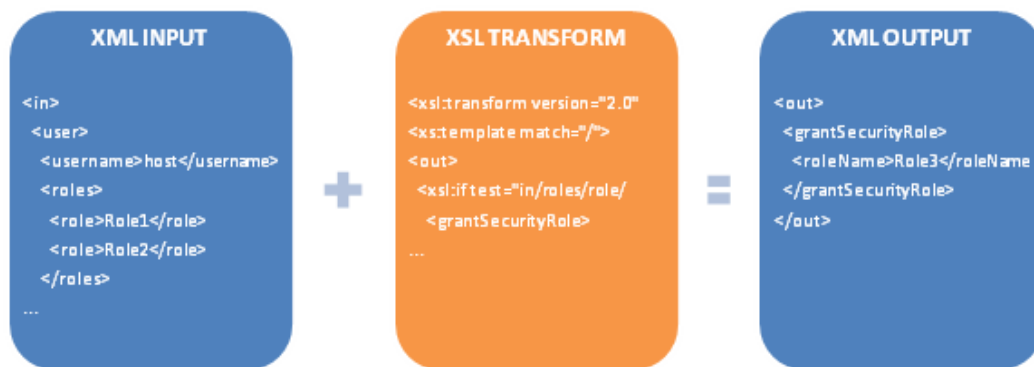 XML INPUT
<in>
<user>
<username>host</username>
<roles>
<role>Role1</role>
<role>Role2</role>
</roles>
...
+
XSL TRANSFORM
<xsl:transform version="2.0"
<xs:template match="/">
<out>
<xsl:if test="in/roles/role/
<grantSecurityRole>
...
=
XML OUTPUT
<out>
<grantSecurityRole>
<roleName>Role3</roleName
</grantSecurityRole>
</out>